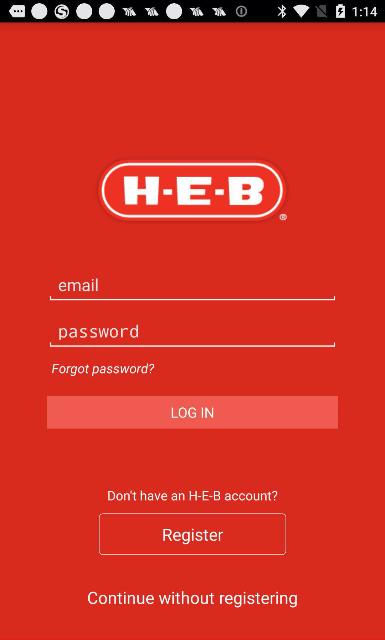 1:14
H-E-B®
email
password
Forgot password?
LOG IN
Don't have an H-E-B account?
Register
Continue without registering